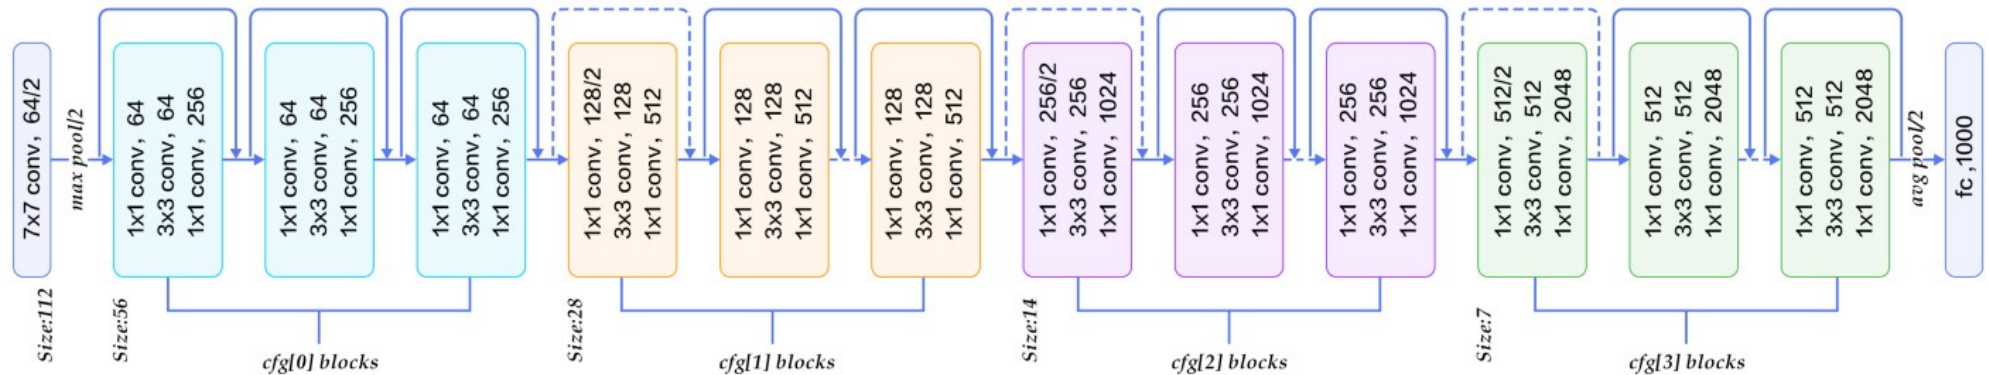 7x7 conv, 64/2
max pool/2
1x1 conv, 64
3x3 conv, 64
1x1 conv, 256
1x1 conv, 64
3x3 conv, 64
1x1 conv, 256
1x1 conv, 64
3x3 conv, 64
1x1 conv, 256
1x1 conv, 128/2
3x3 conv, 128
1x1 conv, 512
1x1 conv, 128
3x3 conv, 128
1x1 conv, 512
1x1 conv, 128
3x3 conv, 128
1x1 conv, 512
1x1 conv, 256/2
3x3 conv, 256
1x1 conv, 1024
1x1 conv, 256
3x3 conv, 256
1x1 conv, 1024
1x1 conv, 256
3x3 conv, 256
1x1 conv, 1024
1x1 conv, 512/2
3x3 conv, 512
1x1 conv, 2048
1x1 conv, 512
3x3 conv, 512
1x1 conv, 2048
1x1 conv, 512
3x3 conv, 512
1x1 conv, 2048
avg pool/2
fc ,1000
Size:112
Size:56
cfg[0] blocks
Size:28
cfg[1] blocks
Size:14
cfg[2] blocks
Size:7
cfg[3] blocks